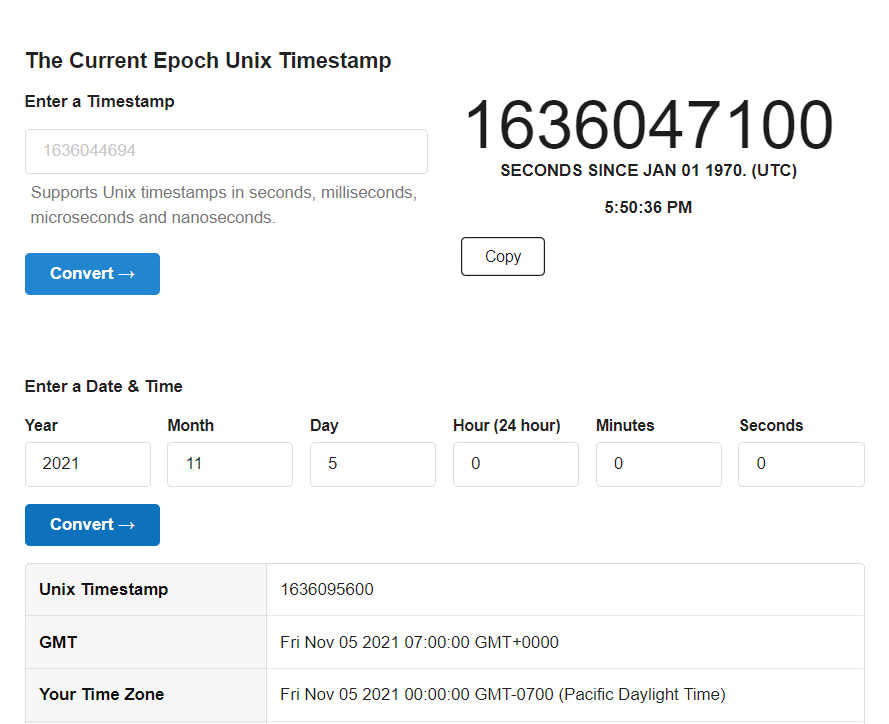 The Current Epoch Unix Timestamp
Enter a Timestamp
1636044694
Supports Unix timestamps in seconds, milliseconds,
microseconds and nanoseconds.
Convert →
1636047100
SECONDS SINCE JAN 01 1970. (UTC)
5:50:36 PM
Copy
Enter a Date & Time
Year Month Day Hour (24 hour) Minutes Seconds
2021 11 5 0 0 0
Convert →
Unix Timestamp 1636095600
GMT Fri Nov 05 2021 07:00:00 GMT+0000
Your Time Zone Fri Nov 05 2021 00:00:00 GMT-0700 (Pacific Daylight Time)